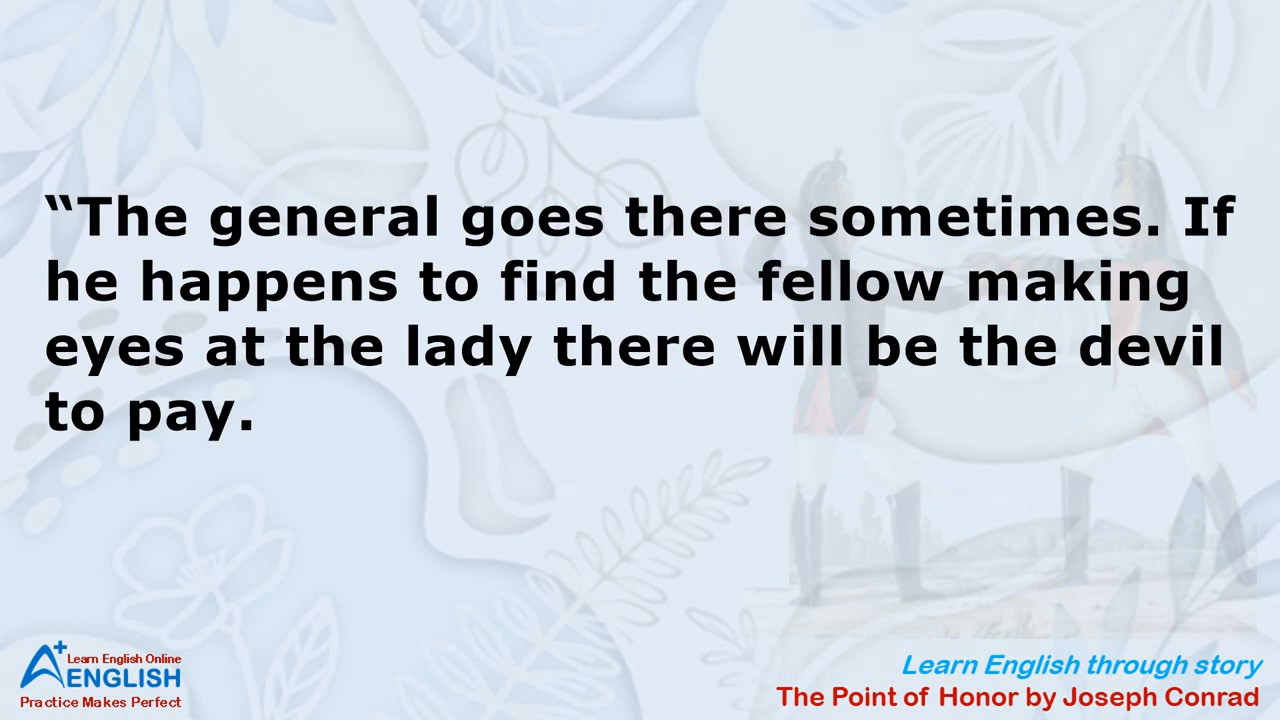 “The general goes there sometimes. If
he happens to find the fellow making
eyes at the lady there will be the devil
to pay.
A+ Learn English Online
ENGLISH
Practice Makes Perfect
Learn English through story
The Point of Honor by Joseph Conrad